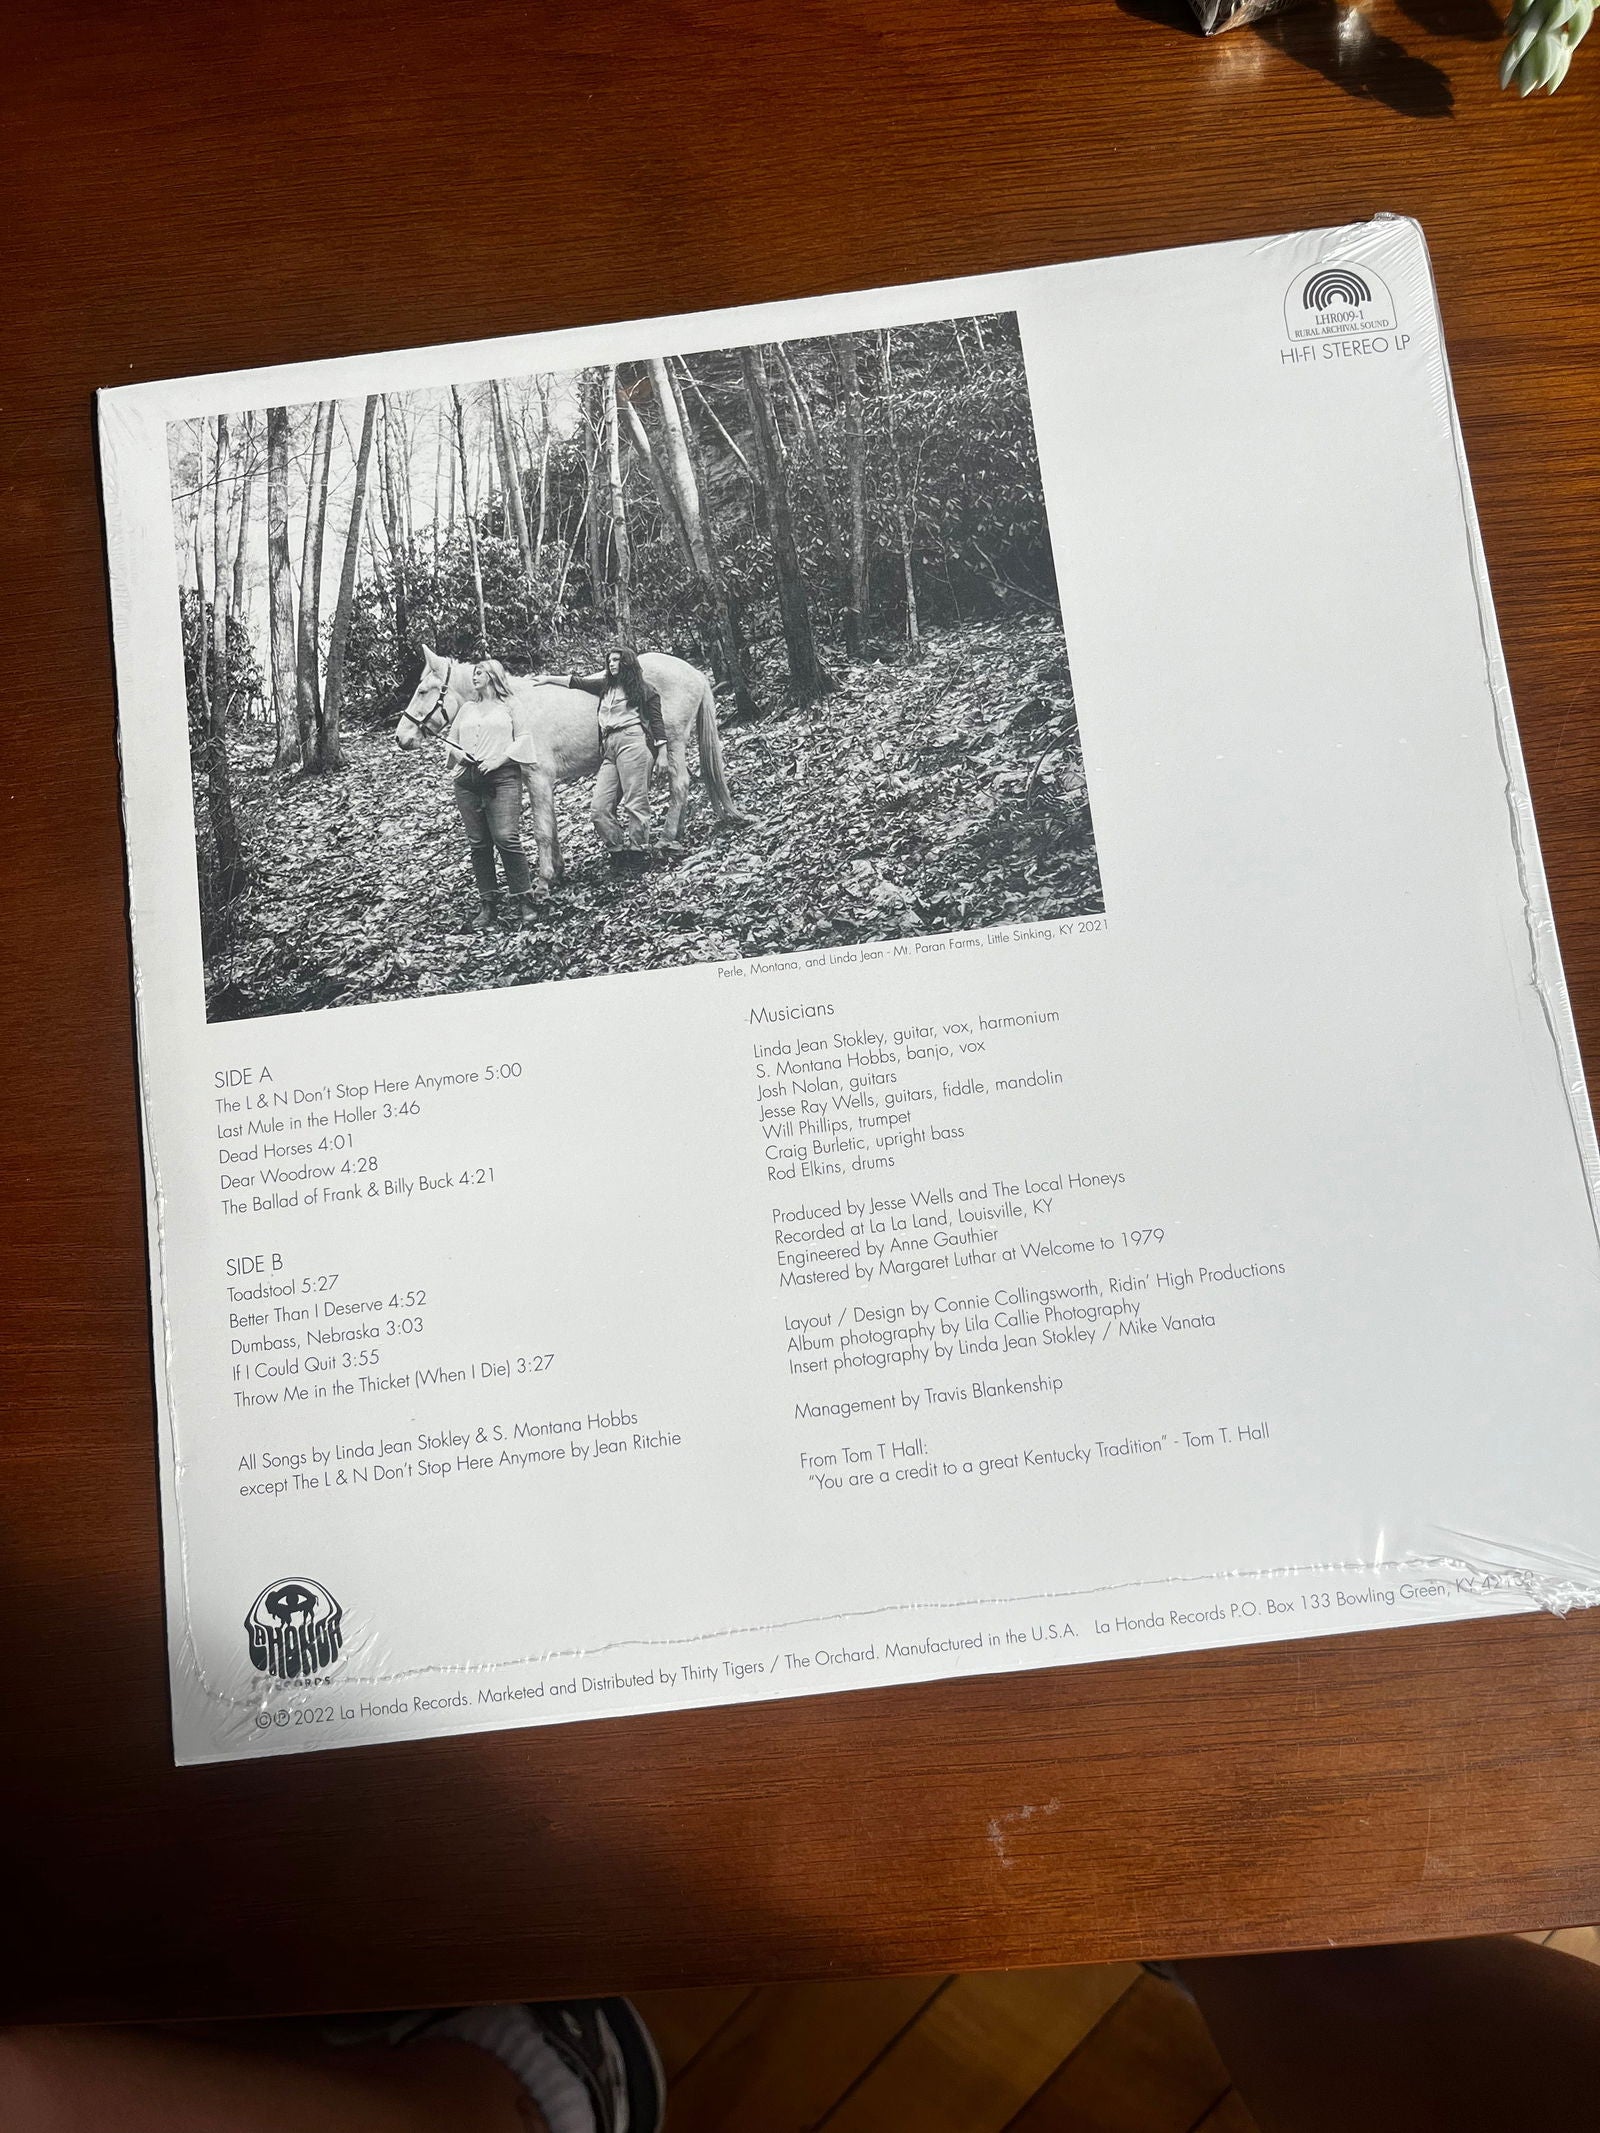 LHR009-1
RURAL ARCHIVAL SOUND
HI-FI STEREO LP
Perle, Montana, and Linda Jean - Mt. Paran Farms, Little Sinking, KY 2021
SIDE A
The L & N Don't Stop Here Anymore 5:00
Last Mule in the Holler 3:46
Dead Horses 4:01
Dear Woodrow 4:28
The Ballad of Frank & Billy Buck 4:21
SIDE B
Toadstool 5:27
Better Than I Deserve 4:52
Dumbass, Nebraska 3:03
If I Could Quit 3:55
Throw Me in the Thicket (When I Die) 3:27
All Songs by Linda Jean Stokley & S. Montana Hobbs
except The L & N Don't Stop Here Anymore by Jean Ritchie
Musicians
Linda Jean Stokley, guitar, vox, harmonium
S. Montana Hobbs, banjo, vox
Josh Nolan, guitars
Jesse Ray Wells, guitars, fiddle, mandolin
Will Phillips, trumpet
Craig Burletic, upright bass
Rod Elkins, drums
Produced by Jesse Wells and The Local Honeys
Recorded at La La Land, Louisville, KY
Engineered by Anne Gauthier
Mastered by Margaret Luthar at Welcome to 1979
Layout / Design by Connie Collingsworth, Ridin' High Productions
Album photography by Lila Callie Photography
Insert photography by Linda Jean Stokley / Mike Vanata
Management by Travis Blankenship
From Tom T Hall:
"You are a credit to a great Kentucky Tradition" - Tom T. Hall
LA HONDA
RECORDS
©℗ 2022 La Honda Records. Marketed and Distributed by Thirty Tigers / The Orchard. Manufactured in the U.S.A. La Honda Records P.O. Box 133 Bowling Green, KY